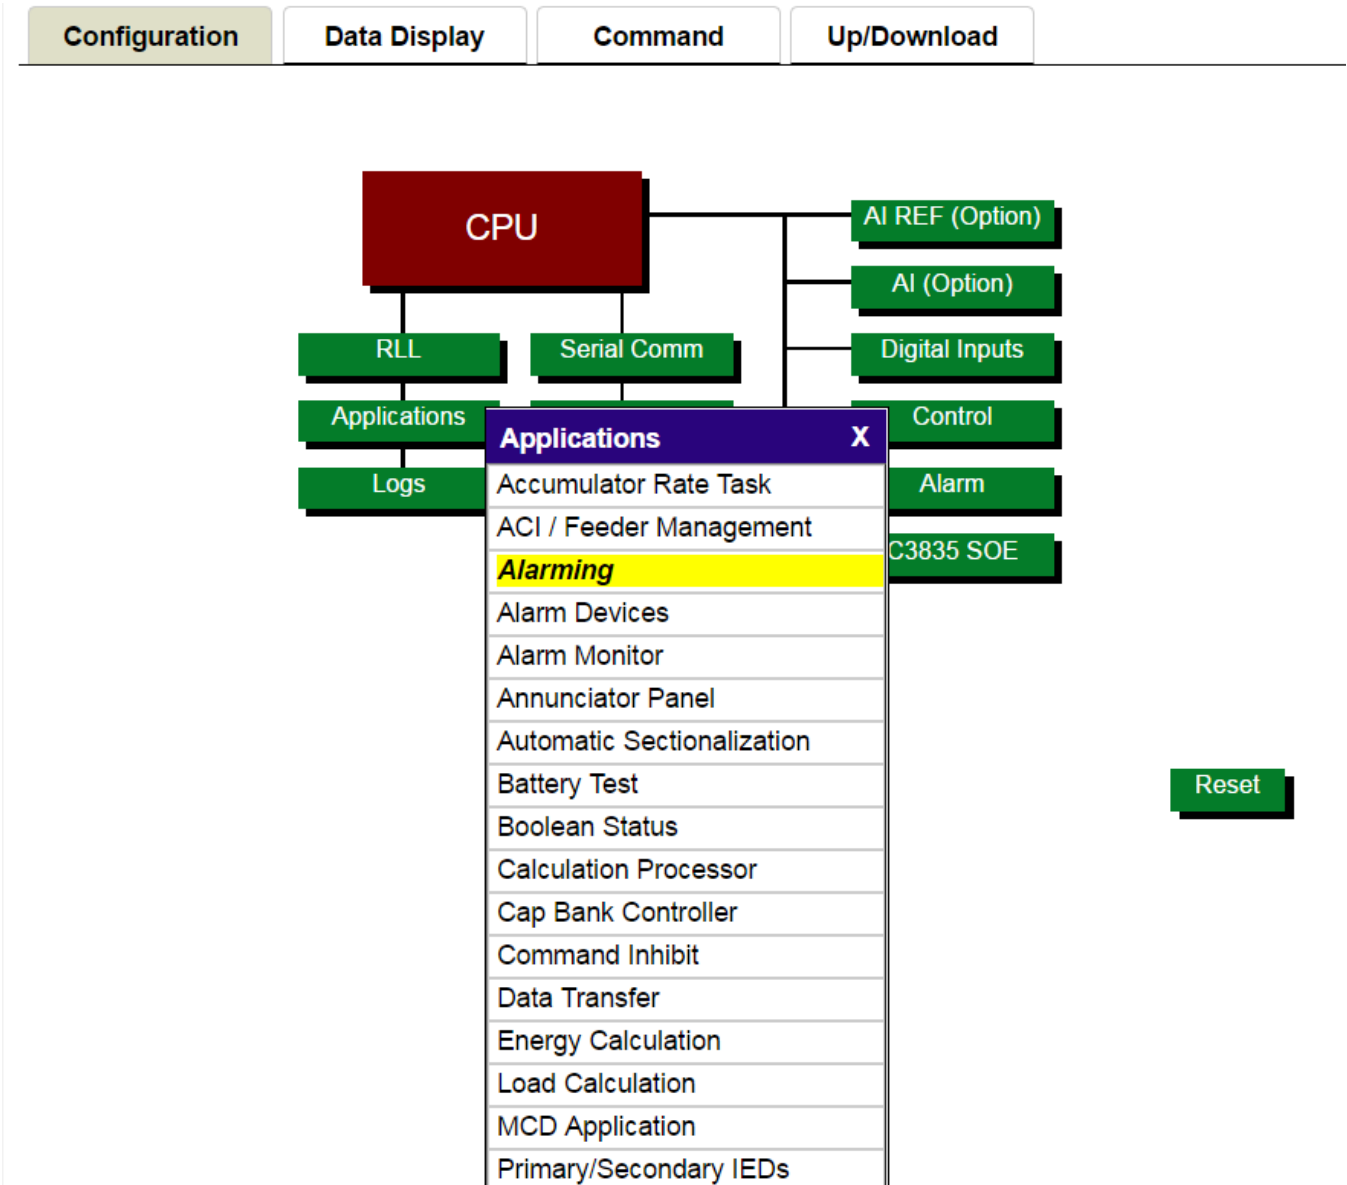 Configuration
Data Display
Command
Up/Download
CPU
AI REF (Option)
AI (Option)
RLL
Serial Comm
Digital Inputs
Applications
Control
Logs
Alarm
C3835 SOE
Applications
X
Accumulator Rate Task
ACI / Feeder Management
Alarming
Alarm Devices
Alarm Monitor
Annunciator Panel
Automatic Sectionalization
Battery Test
Boolean Status
Calculation Processor
Cap Bank Controller
Command Inhibit
Data Transfer
Energy Calculation
Load Calculation
MCD Application
Primary/Secondary IEDs
Reset